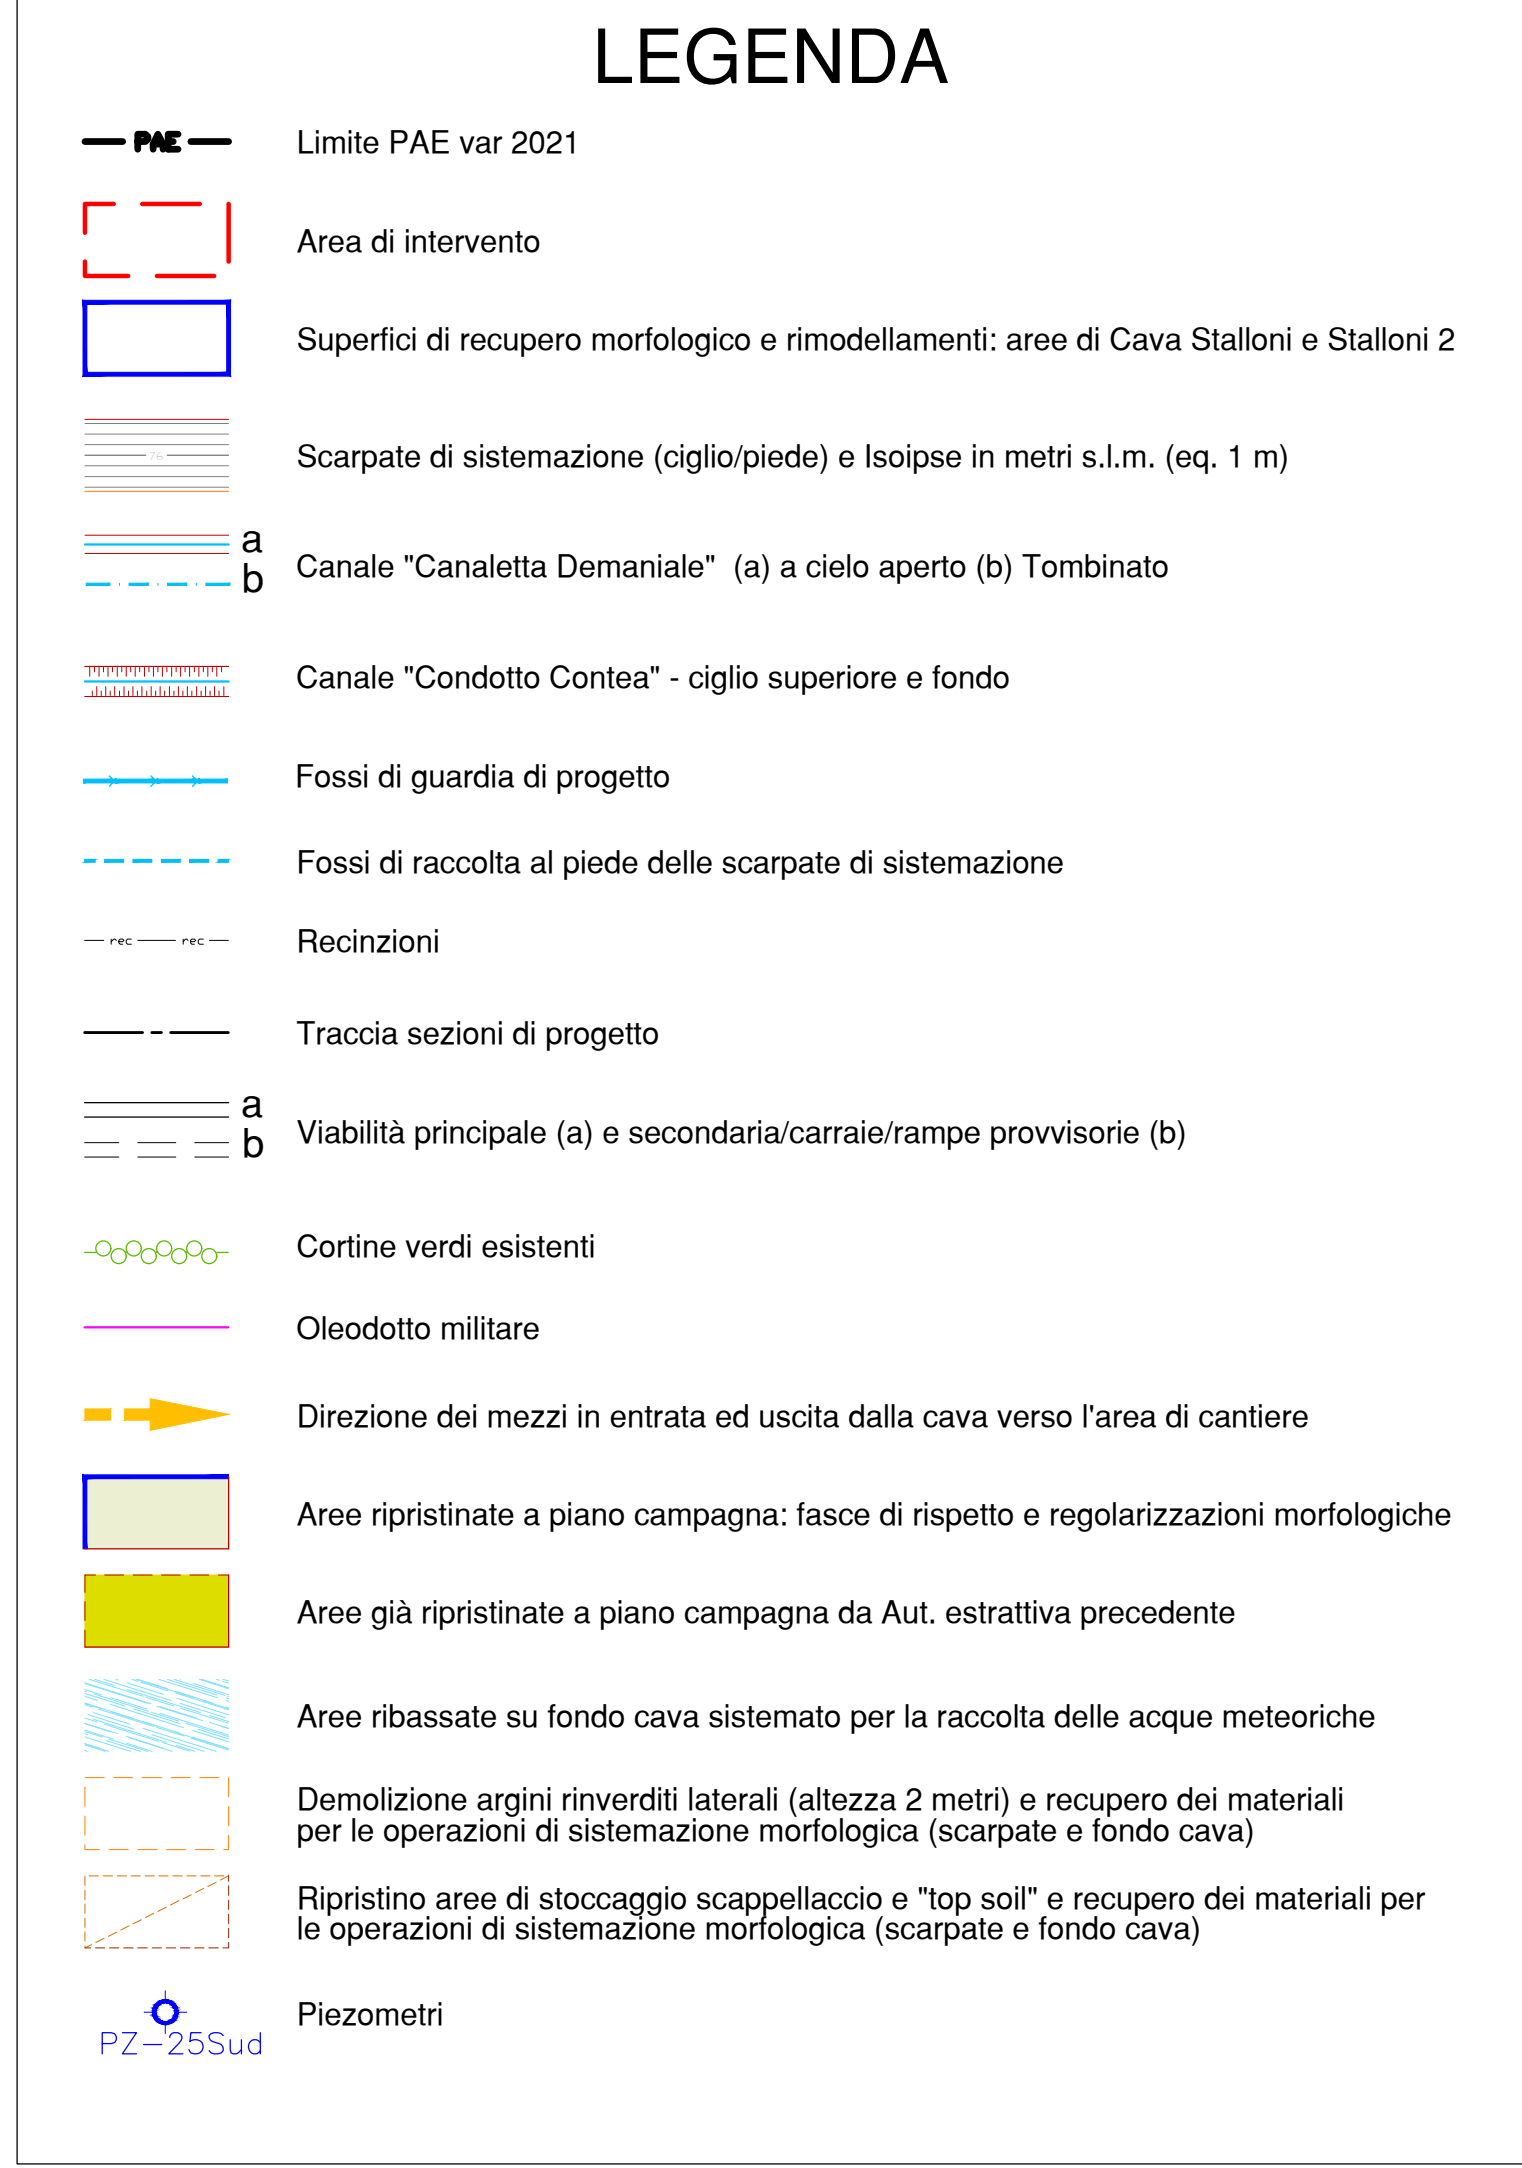 LEGENDA
PAE Limite PAE var 2021
Area di intervento
Superfici di recupero morfologico e rimodellamenti: aree di Cava Stalloni e Stalloni 2
76 Scarpate di sistemazione (ciglio/piede) e Isoipse in metri s.l.m. (eq. 1 m)
a
b
Canale "Canaletta Demaniale" (a) a cielo aperto (b) Tombinato
Canale "Condotto Contea" - ciglio superiore e fondo
Fossi di guardia di progetto
Fossi di raccolta al piede delle scarpate di sistemazione
rec rec Recinzioni
Traccia sezioni di progetto
a
b
Viabilità principale (a) e secondaria/carraie/rampe provvisorie (b)
Cortine verdi esistenti
Oleodotto militare
Direzione dei mezzi in entrata ed uscita dalla cava verso l'area di cantiere
Aree ripristinate a piano campagna: fasce di rispetto e regolarizzazioni morfologiche
Aree già ripristinate a piano campagna da Aut. estrattiva precedente
Aree ribassate su fondo cava sistemato per la raccolta delle acque meteoriche
Demolizione argini rinverditi laterali (altezza 2 metri) e recupero dei materiali
per le operazioni di sistemazione morfologica (scarpate e fondo cava)
Ripristino aree di stoccaggio scappellaccio e "top soil" e recupero dei materiali per
le operazioni di sistemazione morfologica (scarpate e fondo cava)
Piezometri
PZ-25Sud